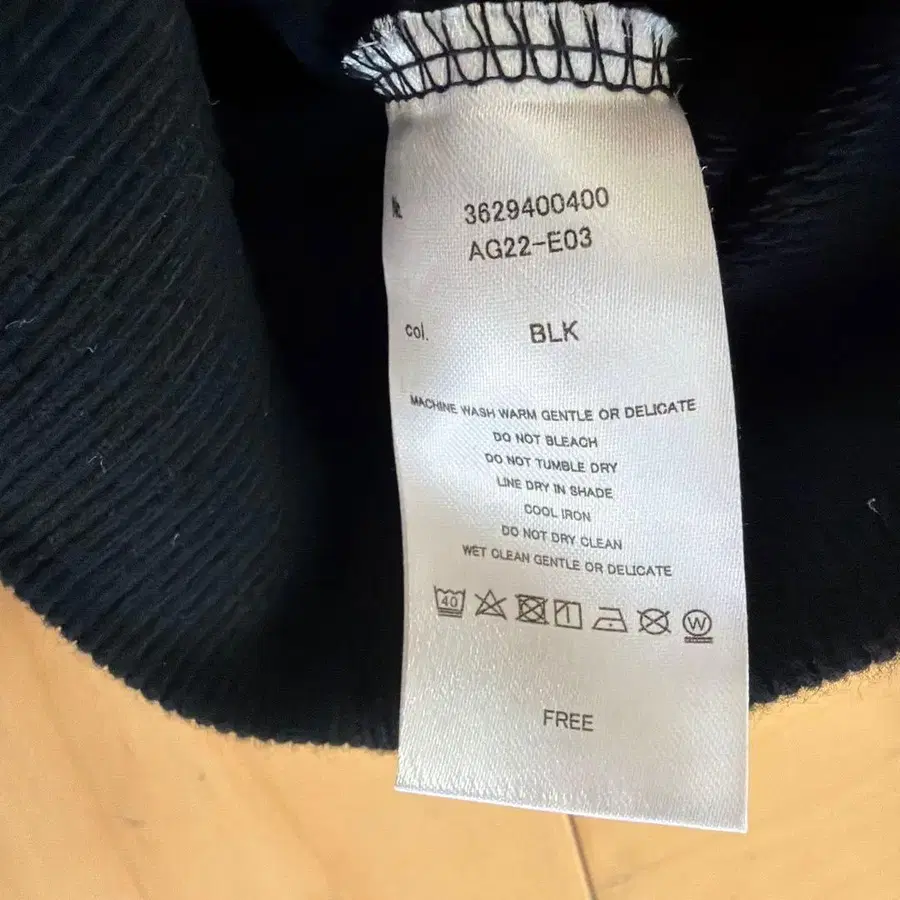 № 3629400400
AG22-E03
col. BLK
MACHINE WASH WARM GENTLE OR DELICATE
DO NOT BLEACH
DO NOT TUMBLE DRY
LINE DRY IN SHADE
COOL IRON
DO NOT DRY CLEAN
WET CLEAN GENTLE OR DELICATE
40 W
FREE